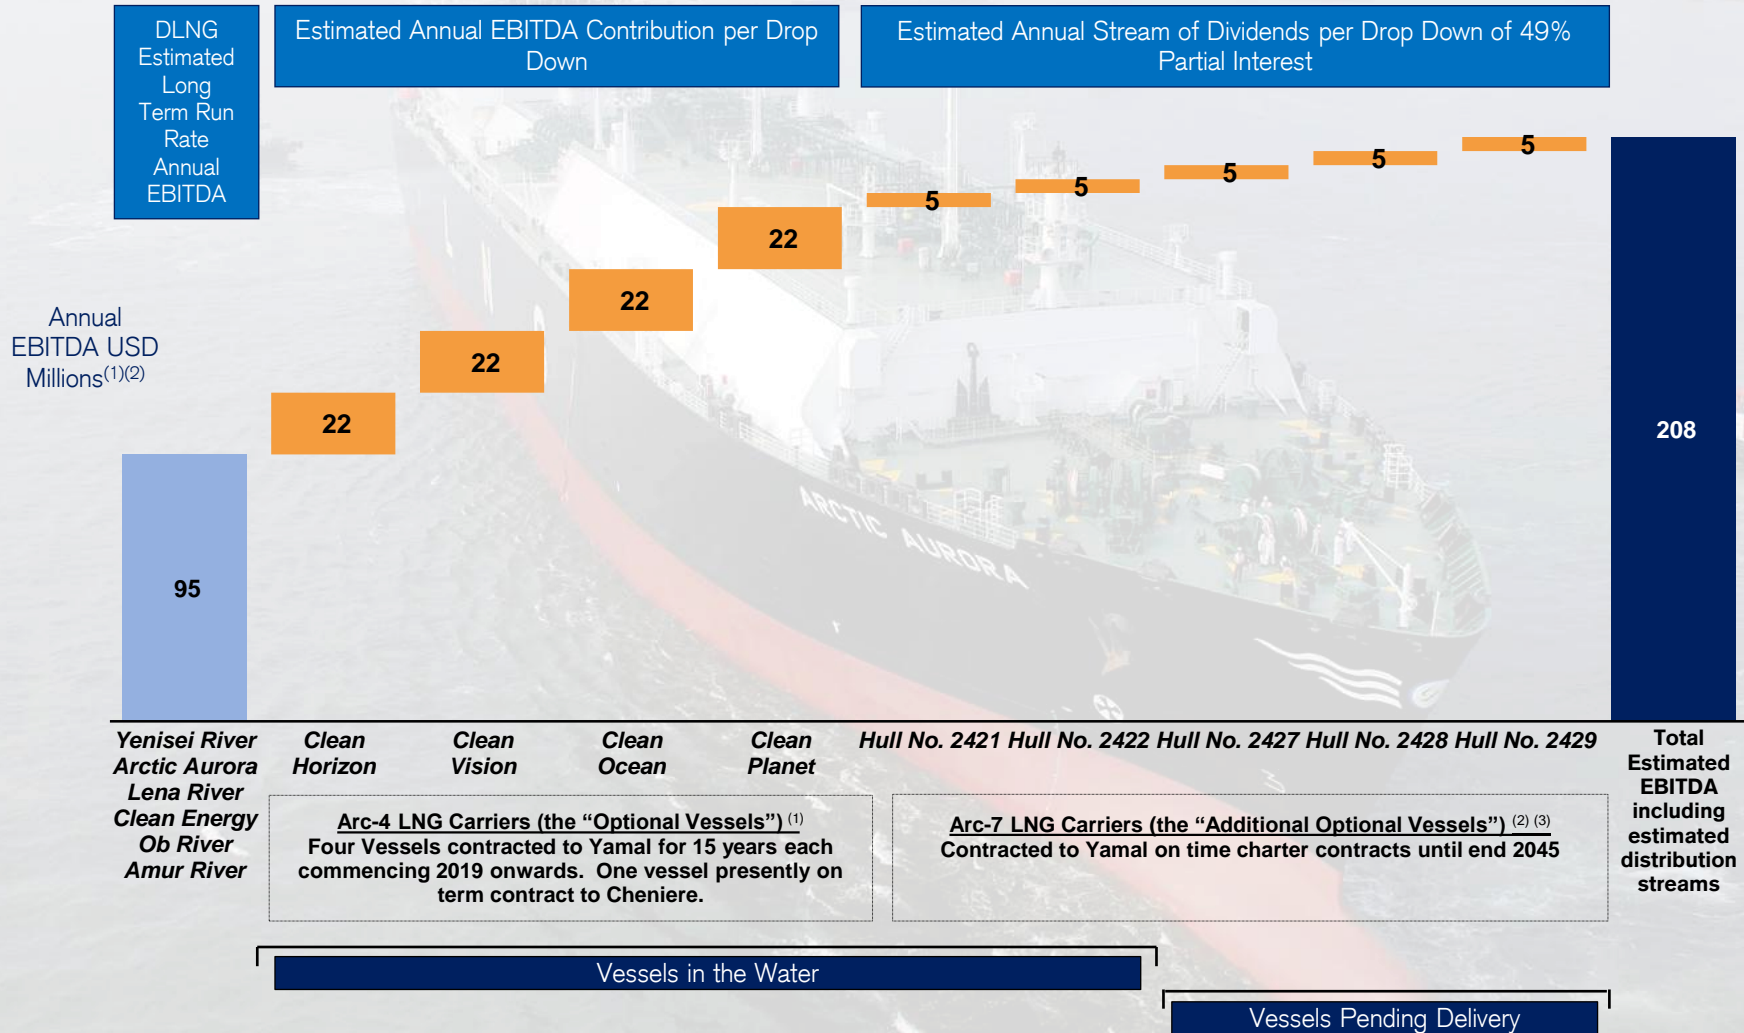 DLNG
Estimated
Long
Term Run
Rate
Annual
EBITDA
Estimated Annual EBITDA Contribution per Drop
Down
Estimated Annual Stream of Dividends per Drop Down of 49%
Partial Interest
Annual
EBITDA USD
Millions(1)(2)
95
22
22
22
22
5
5
5
5
5
208
ARCTIC AURORA
Yenisei River
Arctic Aurora
Lena River
Clean Energy
Ob River
Amur River
Clean
Horizon
Clean
Vision
Clean
Ocean
Clean
Planet
Hull No. 2421
Hull No. 2422
Hull No. 2427
Hull No. 2428
Hull No. 2429
Total
Estimated
EBITDA
including
estimated
distribution
streams
Arc-4 LNG Carriers (the “Optional Vessels”) (1)
Four Vessels contracted to Yamal for 15 years each
commencing 2019 onwards.  One vessel presently on
term contract to Cheniere.
Arc-7 LNG Carriers (the “Additional Optional Vessels”) (2) (3)
Contracted to Yamal on time charter contracts until end 2045
Vessels in the Water
Vessels Pending Delivery